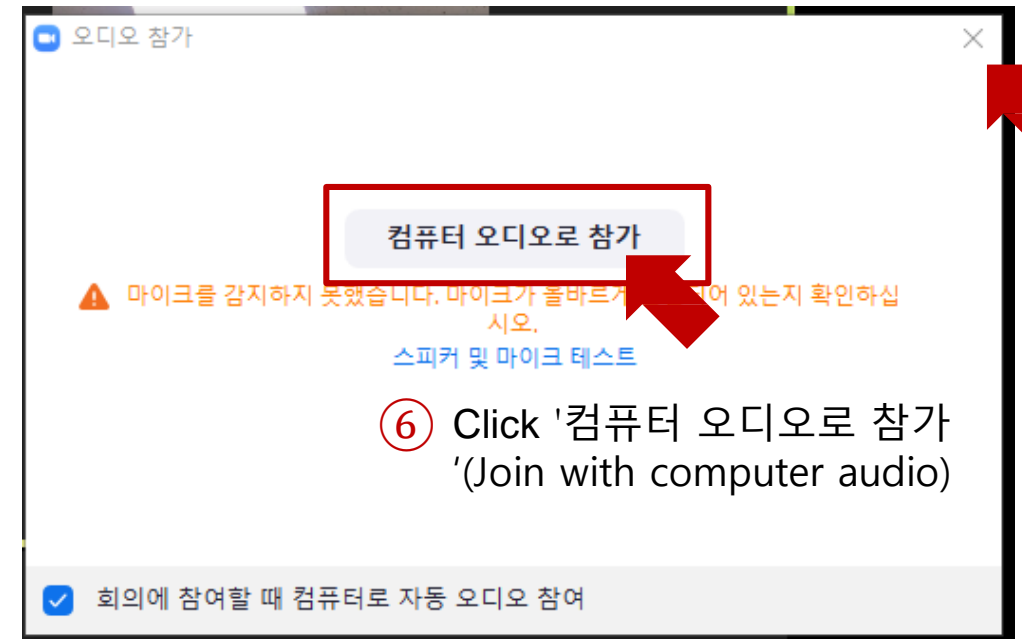 오디오 참가
컴퓨터 오디오로 참가
마이크를 감지하지 못했습니다. 마이크가 올바르게 있는지 확인하십
시오.
스피커 및 마이크 테스트
⑥ Click '컴퓨터 오디오로 참가
'(Join with computer audio)
회의에 참여할 때 컴퓨터로 자동 오디오 참여